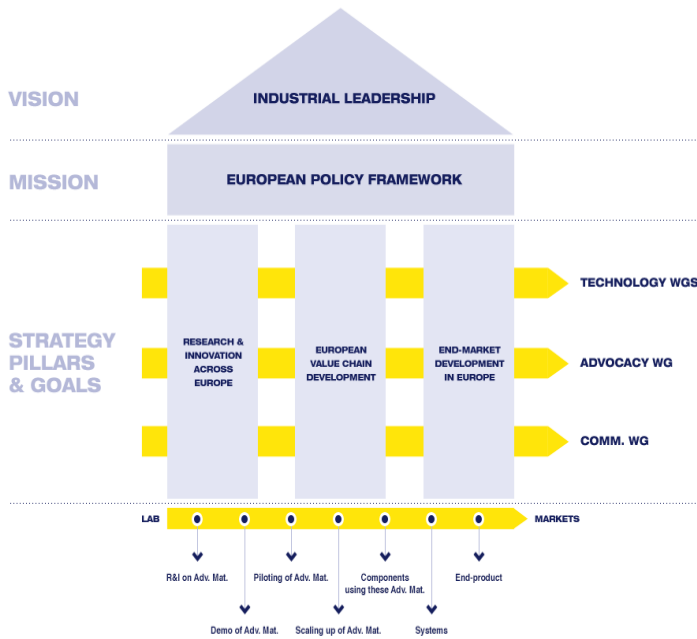 VISION
INDUSTRIAL LEADERSHIP
MISSION
EUROPEAN POLICY FRAMEWORK
STRATEGY
PILLARS
& GOALS
RESEARCH &
INNOVATION
ACROSS
EUROPE
EUROPEAN
VALUE CHAIN
DEVELOPMENT
END-MARKET
DEVELOPMENT
IN EUROPE
TECHNOLOGY WGS
ADVOCACY WG
COMM. WG
LAB
MARKETS
R&I on Adv. Mat.
Piloting of Adv. Mat.
Components
using these Adv. Mat.
End-product
Demo of Adv. Mat.
Scaling up of Adv. Mat.
Systems